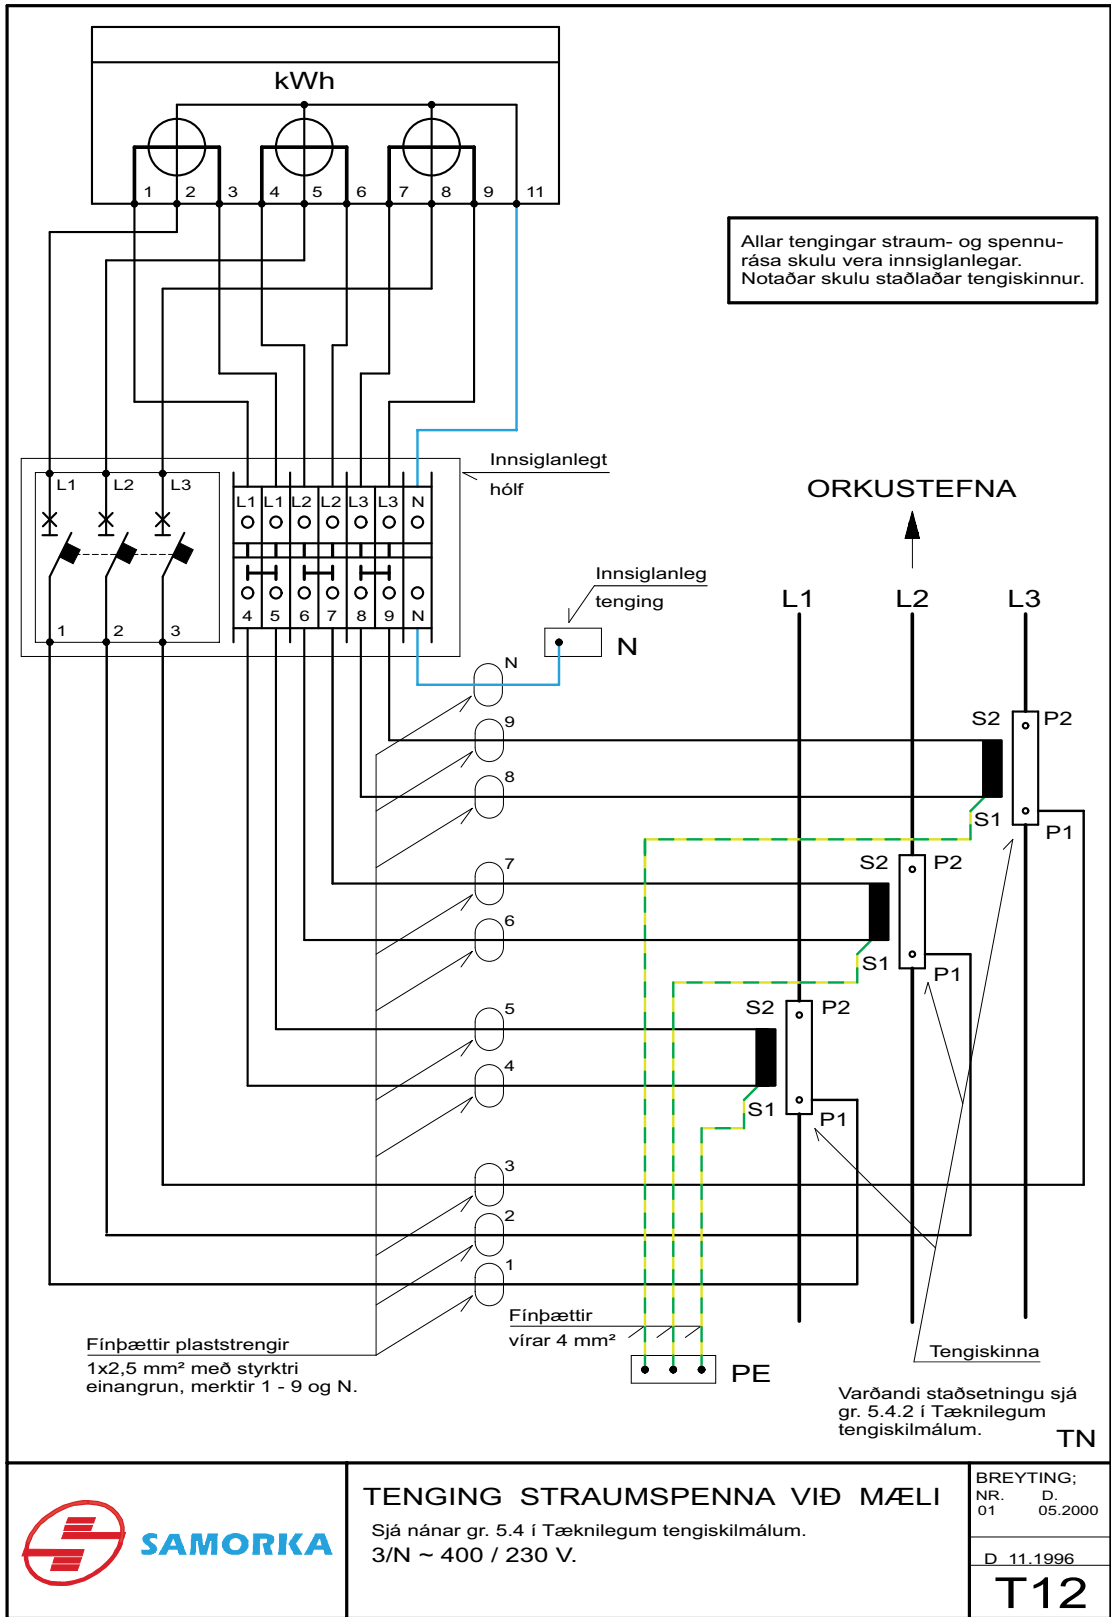 kWh
1 2 3 4 5 6 7 8 9 11
Allar tengingar straum- og spennu-
rása skulu vera innsiglanlegar.
Notaðar skulu staðlaðar tengiskinnur.
Innsiglanlegt
hólf
L1 L2 L3
L1 L1 L2 L2 L3 L3 N
4 5 6 7 8 9 N
1 2 3
ORKUSTEFNA
Innsiglanleg
tenging
N
L1 L2 L3
N
9
8
7
6
5
4
3
2
1
S2 P2
S1 P1
S2 P2
S1 P1
S2 P2
S1 P1
Fínþættir
vírar 4 mm²
PE
Fínþættir plaststrengir
1x2,5 mm² með styrktri
einangrun, merktir 1 - 9 og N.
Tengiskinna
Varðandi staðsetningu sjá
gr. 5.4.2 í Tæknilegum
tengiskilmálum.
TN
SAMORKA
TENGING STRAUMSPENNA VIÐ MÆLI
Sjá nánar gr. 5.4 í Tæknilegum tengiskilmálum.
3/N ~ 400 / 230 V.
BREYTING;
NR. D.
01 05.2000
D 11.1996
T12